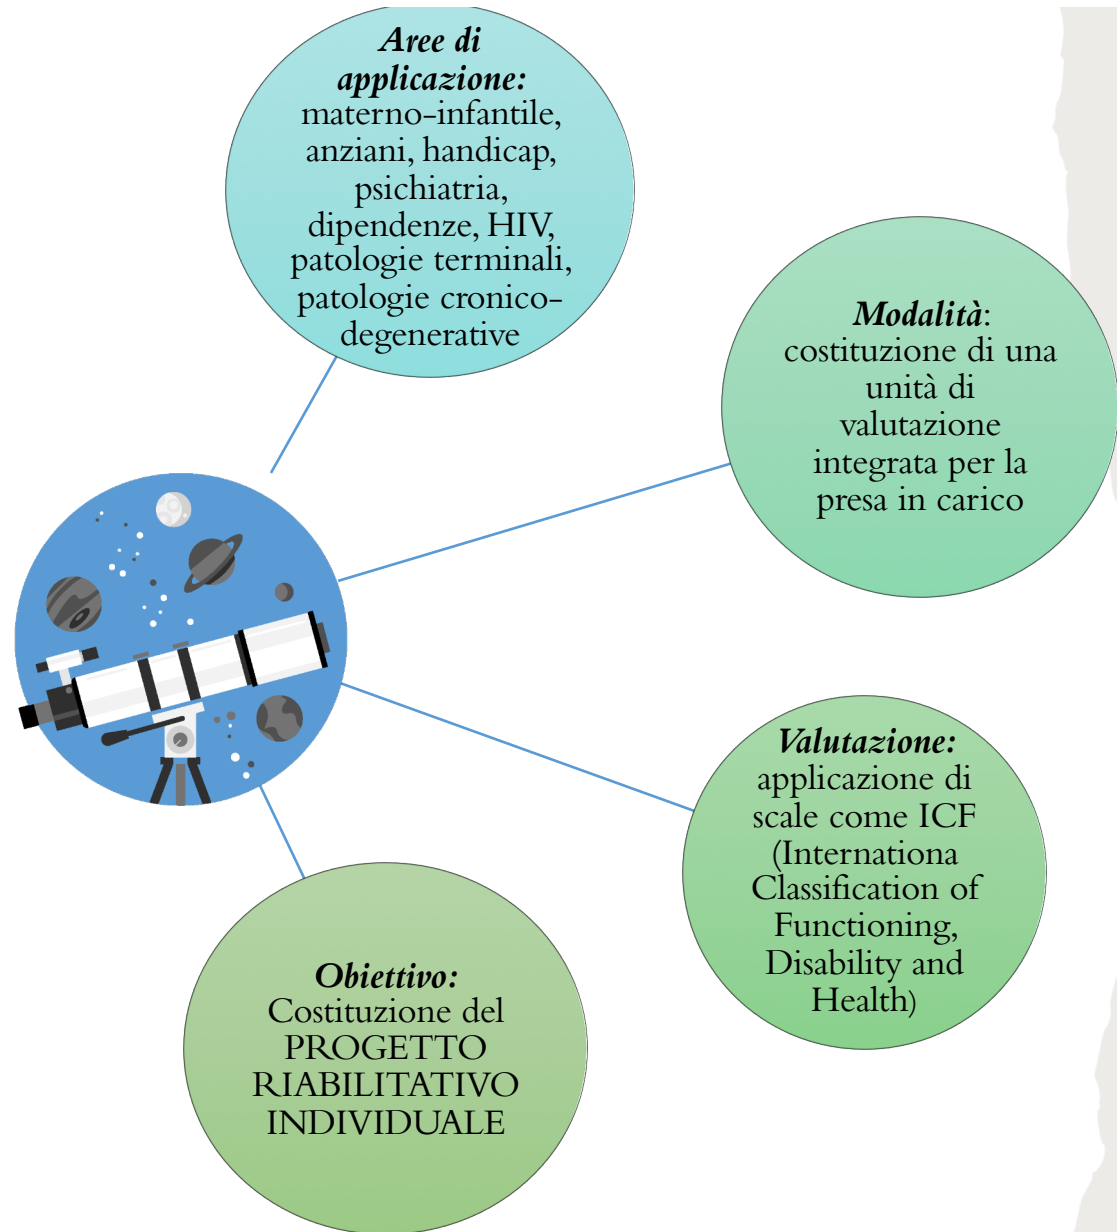 Aree di
applicazione:
materno-infantile,
anziani, handicap,
psichiatria,
dipendenze, HIV,
patologie terminali,
patologie cronico-
degenerative
Modalità:
costituzione di una
unità di
valutazione
integrata per la
presa in carico
Valutazione:
applicazione di
scale come ICF
(Internationa
Classification of
Functioning,
Disability and
Health)
Obiettivo:
Costituzione del
PROGETTO
RIABILITATIVO
INDIVIDUALE